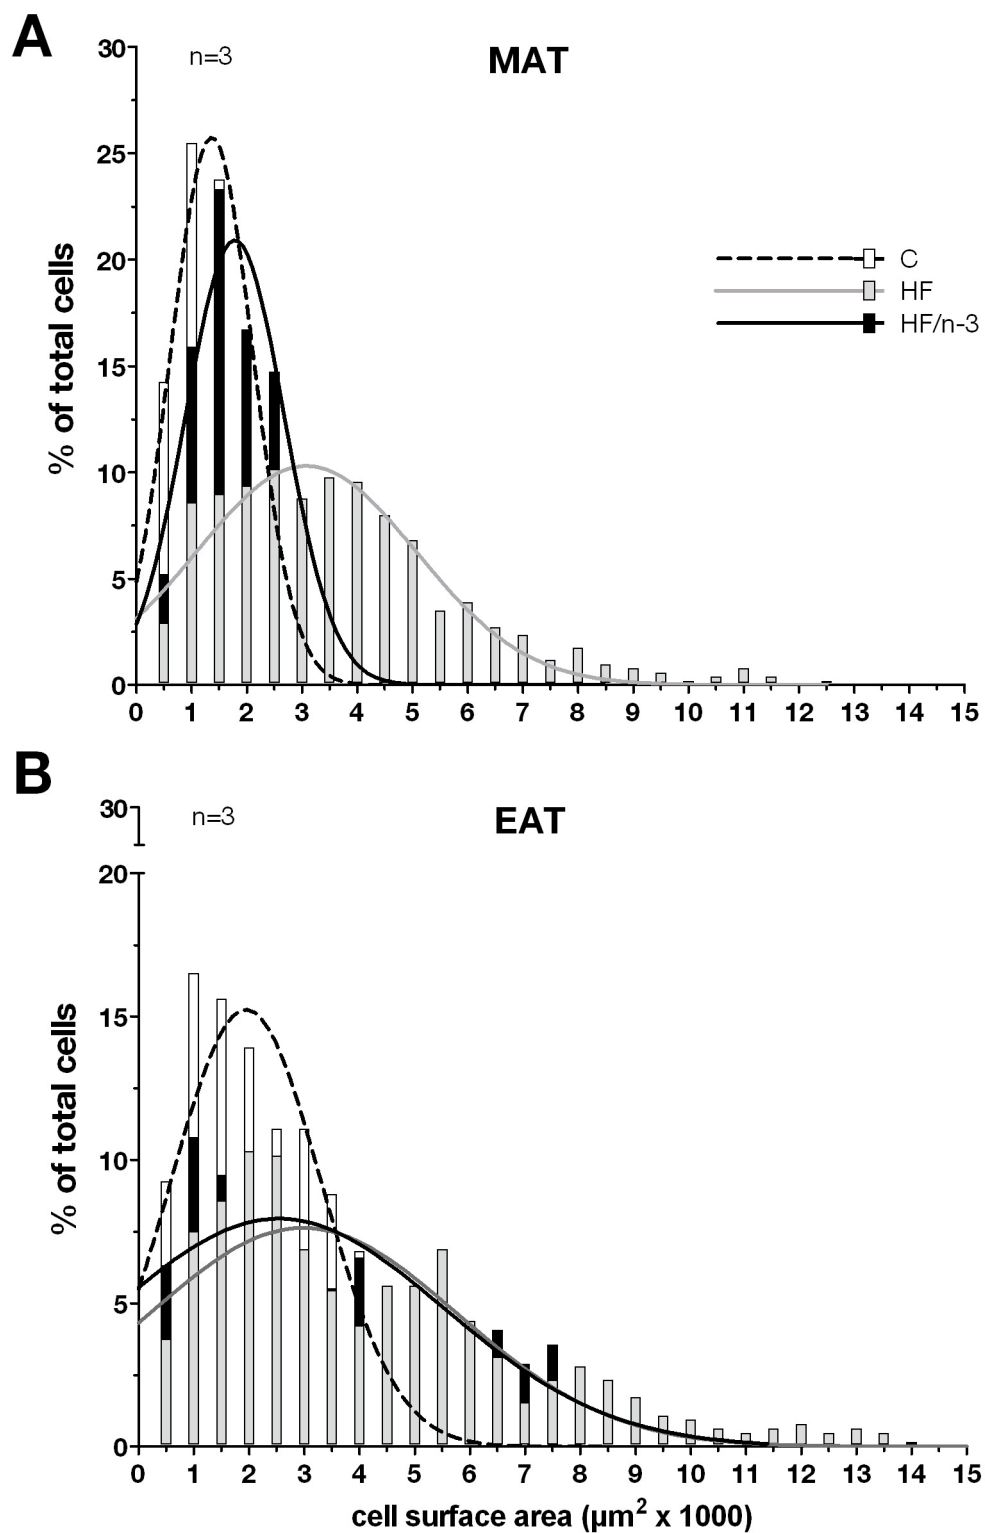 A
n=3
MAT
30
25
20
15
10
5
0
% of total cells
C
HF
HF/n-3
0 1 2 3 4 5 6 7 8 9 10 11 12 13 14 15
B
n=3
EAT
30
20
15
10
5
0
% of total cells
0 1 2 3 4 5 6 7 8 9 10 11 12 13 14 15
cell surface area (µm² x 1000)